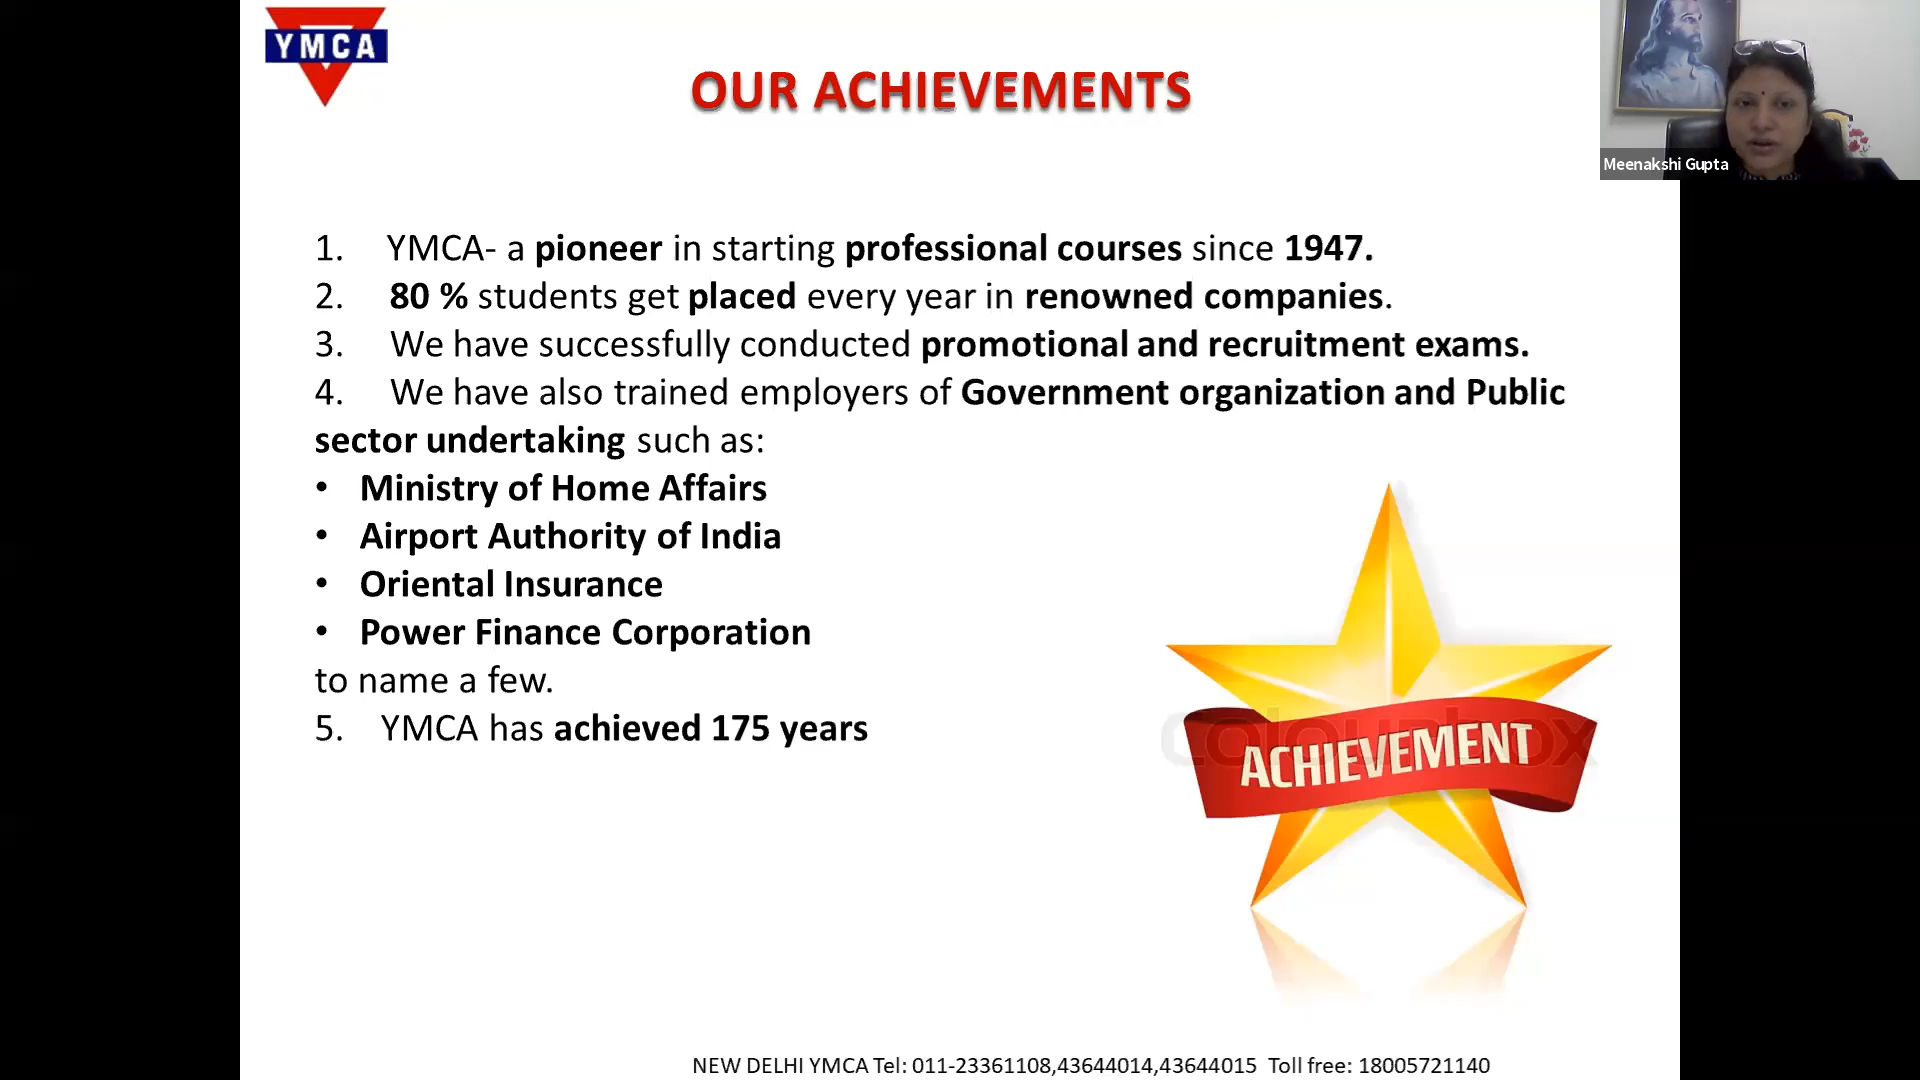 YMCA
OUR ACHIEVEMENTS
Meenakshi Gupta
1. YMCA- a pioneer in starting professional courses since 1947.
2. 80 % students get placed every year in renowned companies.
3. We have successfully conducted promotional and recruitment exams.
4. We have also trained employers of Government organization and Public
sector undertaking such as:
• Ministry of Home Affairs
• Airport Authority of India
• Oriental Insurance
• Power Finance Corporation
to name a few.
5. YMCA has achieved 175 years
colourbox
ACHIEVEMENT
NEW DELHI YMCA Tel: 011-23361108,43644014,43644015 Toll free: 18005721140